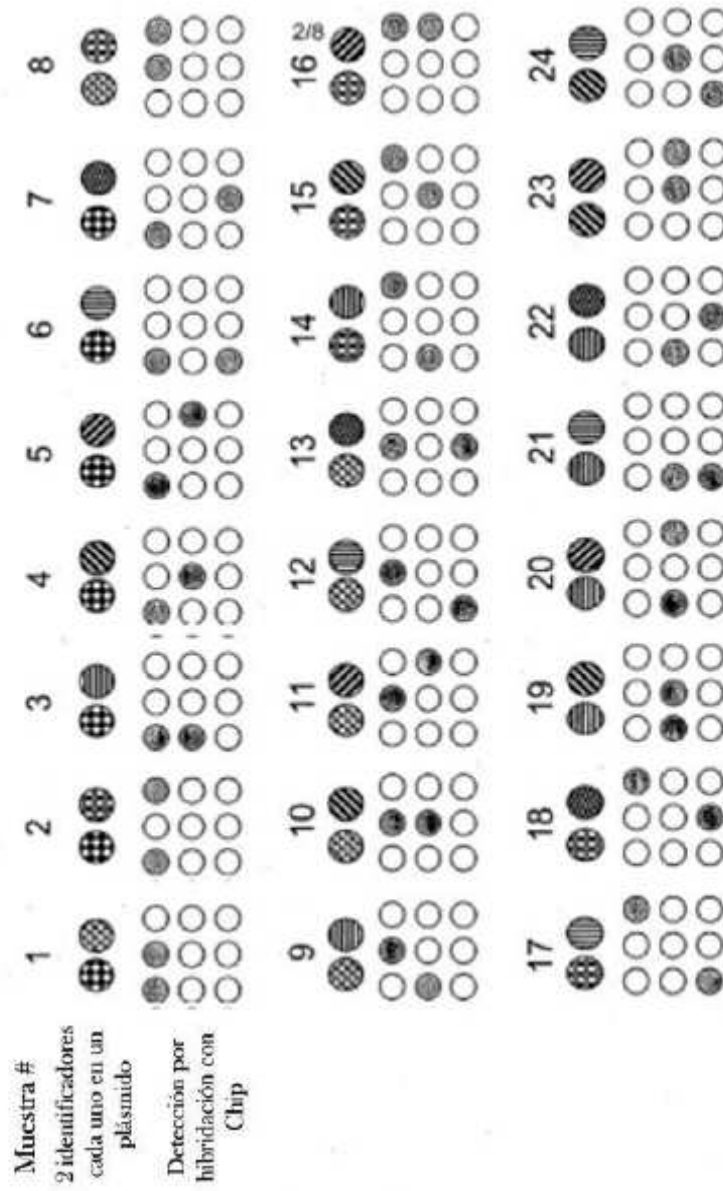 Muestra #
2 identificadores
cada uno en un
plásmido
Detección por
hibridación con
Chip
1 2 3 4 5 6 7 8
9 10 11 12 13 14 15 16
2/8
17 18 19 20 21 22 23 24